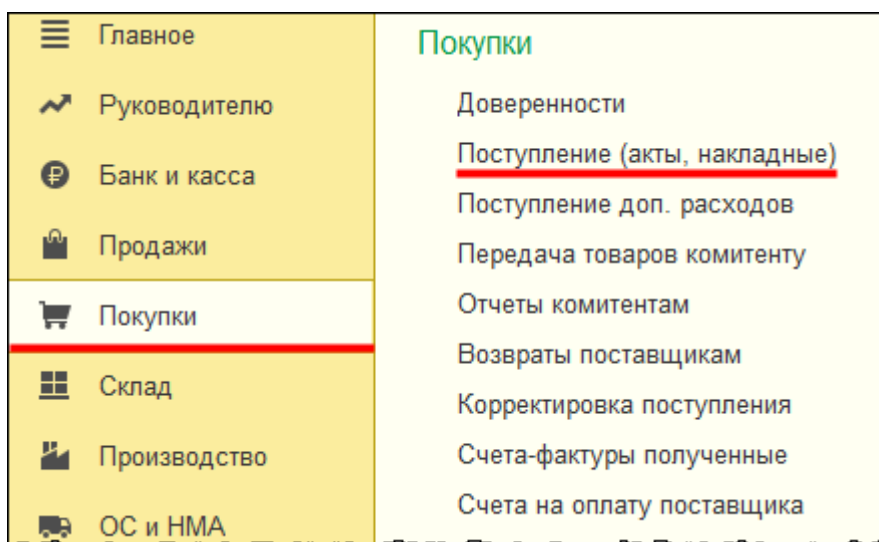 Главное
Руководителю
Банк и касса
Продажи
Покупки
Склад
Производство
ОС и НМА
Покупки
Доверенности
Поступление (акты, накладные)
Поступление доп. расходов
Передача товаров комитенту
Отчеты комитентам
Возвраты поставщикам
Корректировка поступления
Счета-фактуры полученные
Счета на оплату поставщика